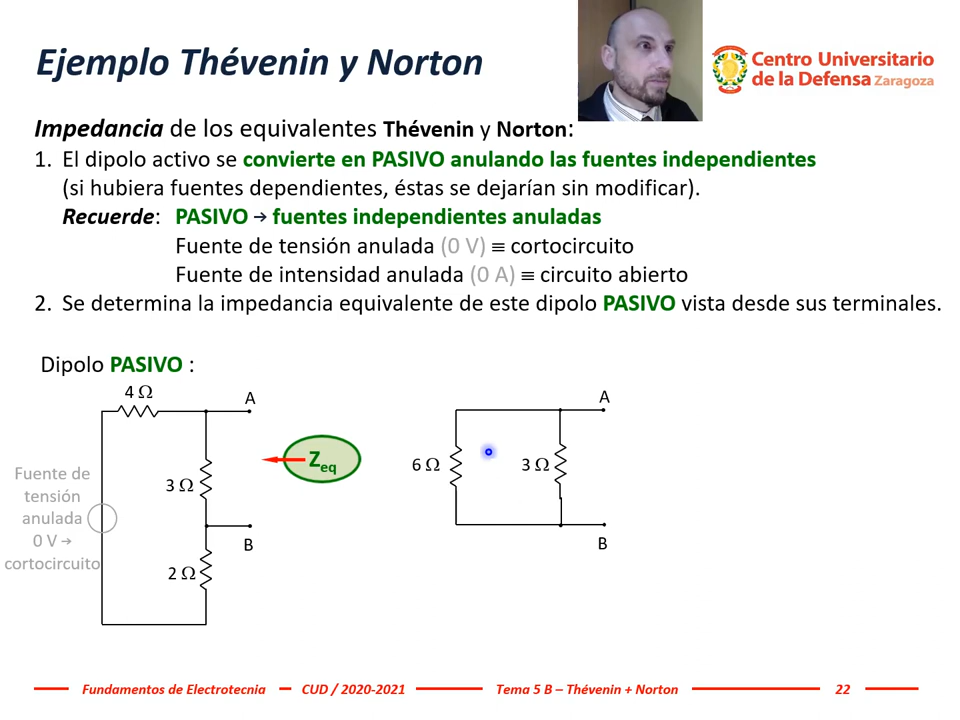 Ejemplo Thévenin y Norton
Centro Universitario
de la Defensa Zaragoza
Impedancia de los equivalentes Thévenin y Norton:
1. El dipolo activo se convierte en PASIVO anulando las fuentes independientes
(si hubiera fuentes dependientes, éstas se dejarían sin modificar).
Recuerde: PASIVO → fuentes independientes anuladas
Fuente de tensión anulada (0 V) ≡ cortocircuito
Fuente de intensidad anulada (0 A) ≡ circuito abierto
2. Se determina la impedancia equivalente de este dipolo PASIVO vista desde sus terminales.
Dipolo PASIVO :
4 Ω
A
3 Ω
B
2 Ω
Fuente de
tensión
anulada
0 V →
cortocircuito
Zeq
A
6 Ω
3 Ω
B
Fundamentos de Electrotecnia
CUD / 2020-2021
Tema 5 B – Thévenin + Norton
22